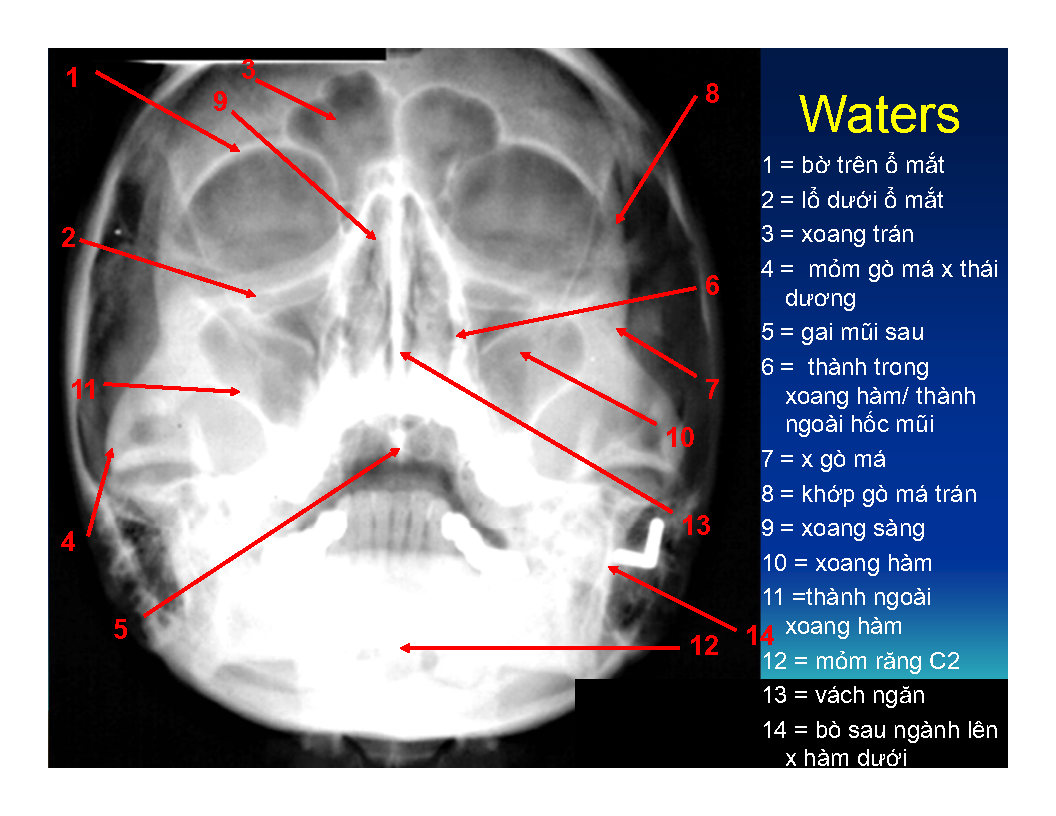 1
3
9
8
2
6
11
7
10
4
13
5
12
14
Waters
1 = bờ trên ổ mắt
2 = lổ dưới ổ mắt
3 = xoang trán
4 = mỏm gò má x thái
dương
5 = gai mũi sau
6 = thành trong
xoang hàm/ thành
ngoài hốc mũi
7 = x gò má
8 = khớp gò má trán
9 = xoang sàng
10 = xoang hàm
11 =thành ngoài
xoang hàm
12 = mỏm răng C2
13 = vách ngăn
14 = bò sau ngành lên
x hàm dưới